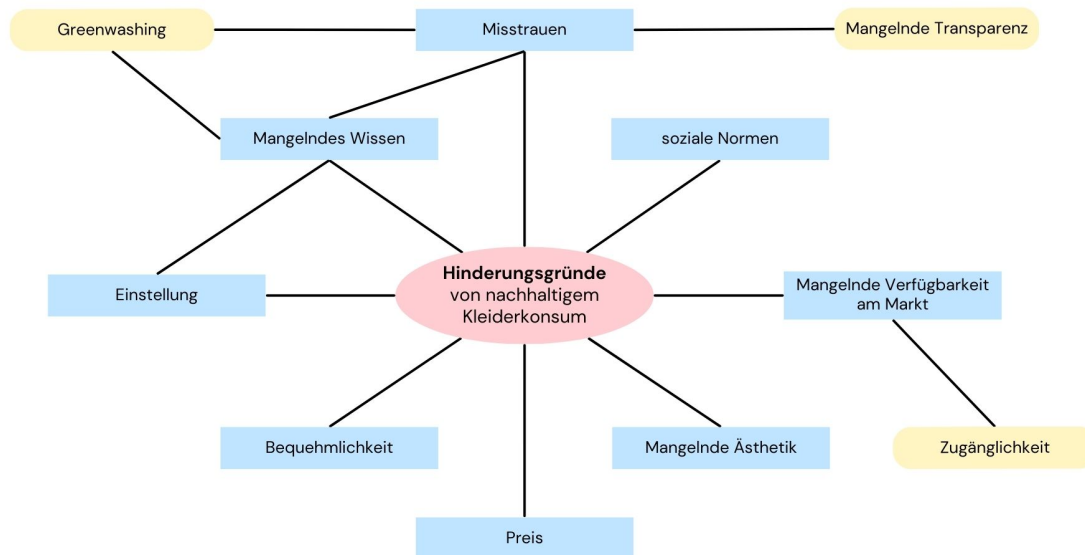 Greenwashing
Misstrauen
Mangelnde Transparenz
Mangelndes Wissen
soziale Normen
Hinderungsgründe
von nachhaltigem
Kleiderkonsum
Einstellung
Mangelnde Verfügbarkeit
am Markt
Bequehmlichkeit
Mangelnde Ästhetik
Zugänglichkeit
Preis